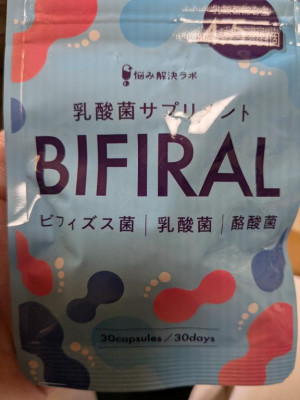 悩み解決ラボ
乳酸菌サプリメント
BIFIRAL
ビフィズス菌 | 乳酸菌 | 酪酸菌
30capsules/30days